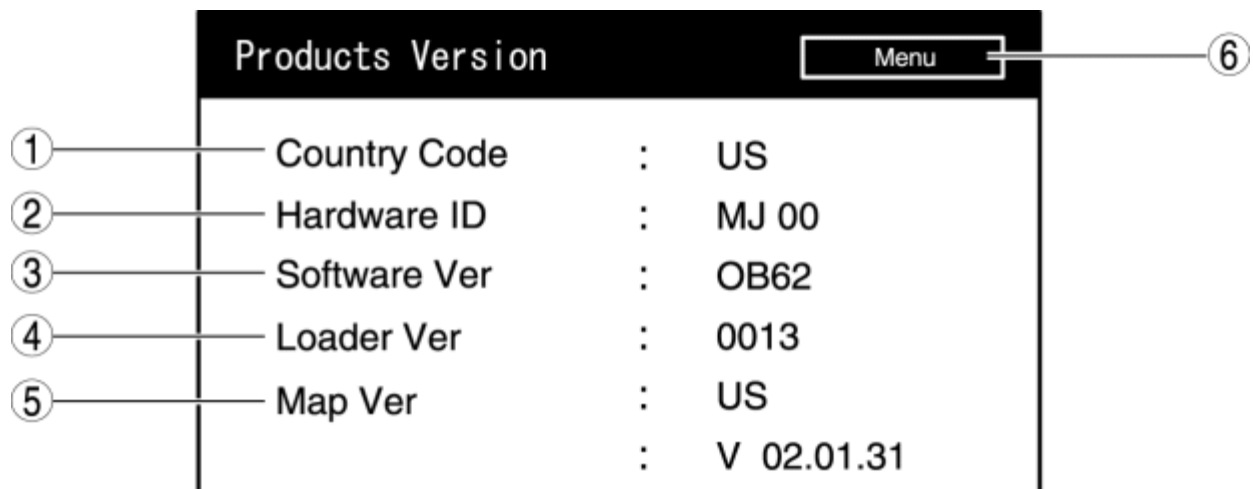 Products Version Menu ⑥
① Country Code : US
② Hardware ID : MJ 00
③ Software Ver : OB62
④ Loader Ver : 0013
⑤ Map Ver : US
: V 02.01.31